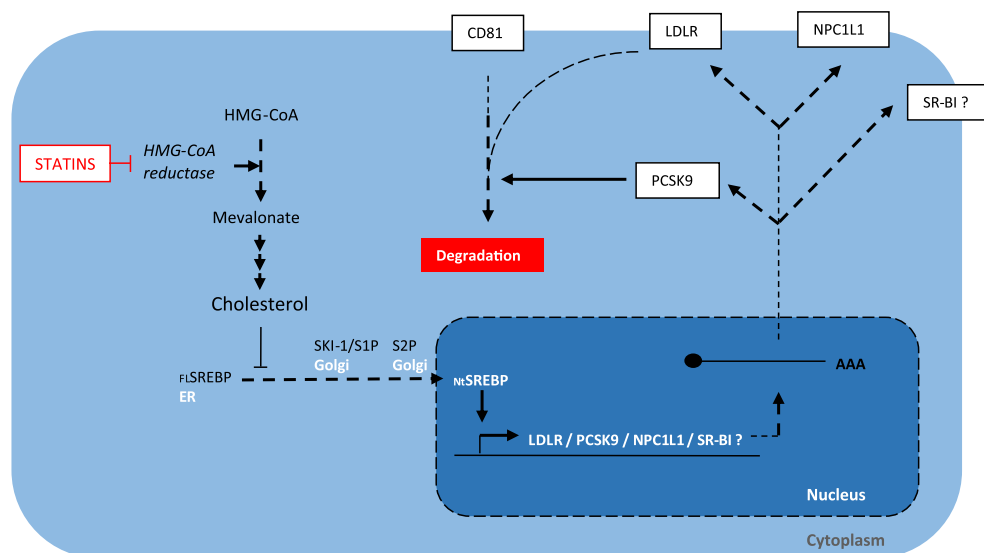 CD81
LDLR
NPC1L1
SR-BI ?
HMG-CoA
STATINS
HMG-CoA
reductase
PCSK9
Mevalonate
Degradation
Cholesterol
SKI-1/S1P
S2P
Golgi
Golgi
FLSREBP
ER
NtSREBP
AAA
LDLR / PCSK9 / NPC1L1 / SR-BI ?
Nucleus
Cytoplasm